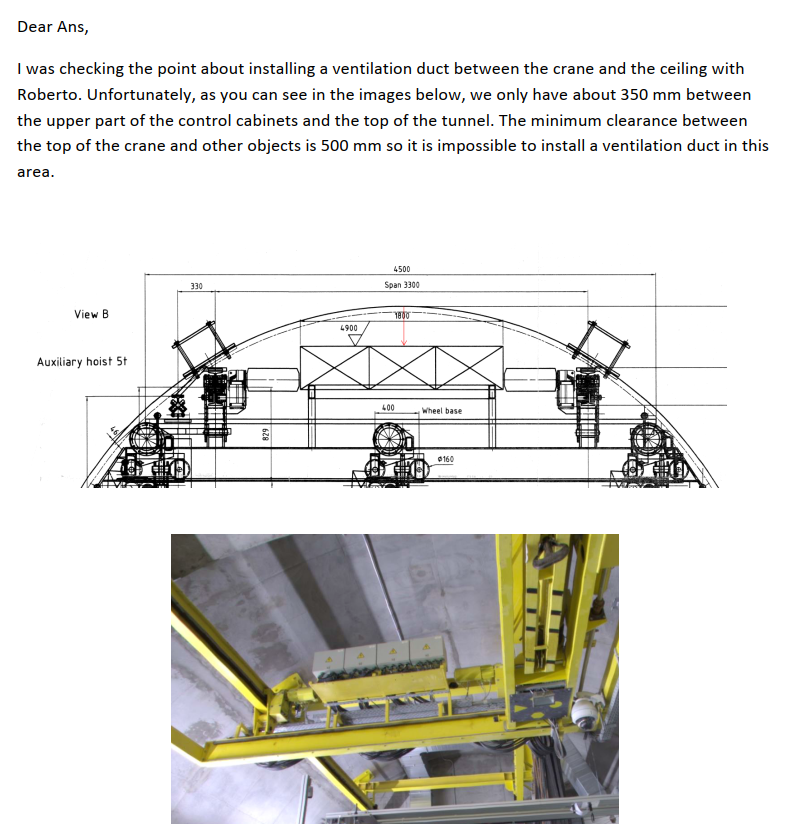 Dear Ans,
I was checking the point about installing a ventilation duct between the crane and the ceiling with
Roberto. Unfortunately, as you can see in the images below, we only have about 350 mm between
the upper part of the control cabinets and the top of the tunnel. The minimum clearance between
the top of the crane and other objects is 500 mm so it is impossible to install a ventilation duct in this
area.
4500
330
Span 3300
View B
1800
4900
Auxiliary hoist 5t
400
Wheel base
46
829
ø160